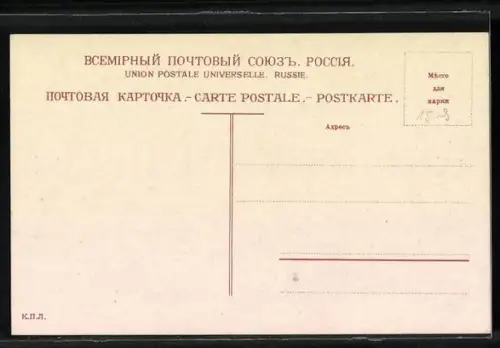 ВСЕМІРНЫЙ ПОЧТОВЫЙ СОЮЗЪ. РОССІЯ.
UNION POSTALE UNIVERSELLE. RUSSIE.
ПОЧТОВАЯ КАРТОЧКА.-CARTE POSTALE.-POSTKARTE.
Мѣсто
для
марки
Адресъ
К.П.Л.